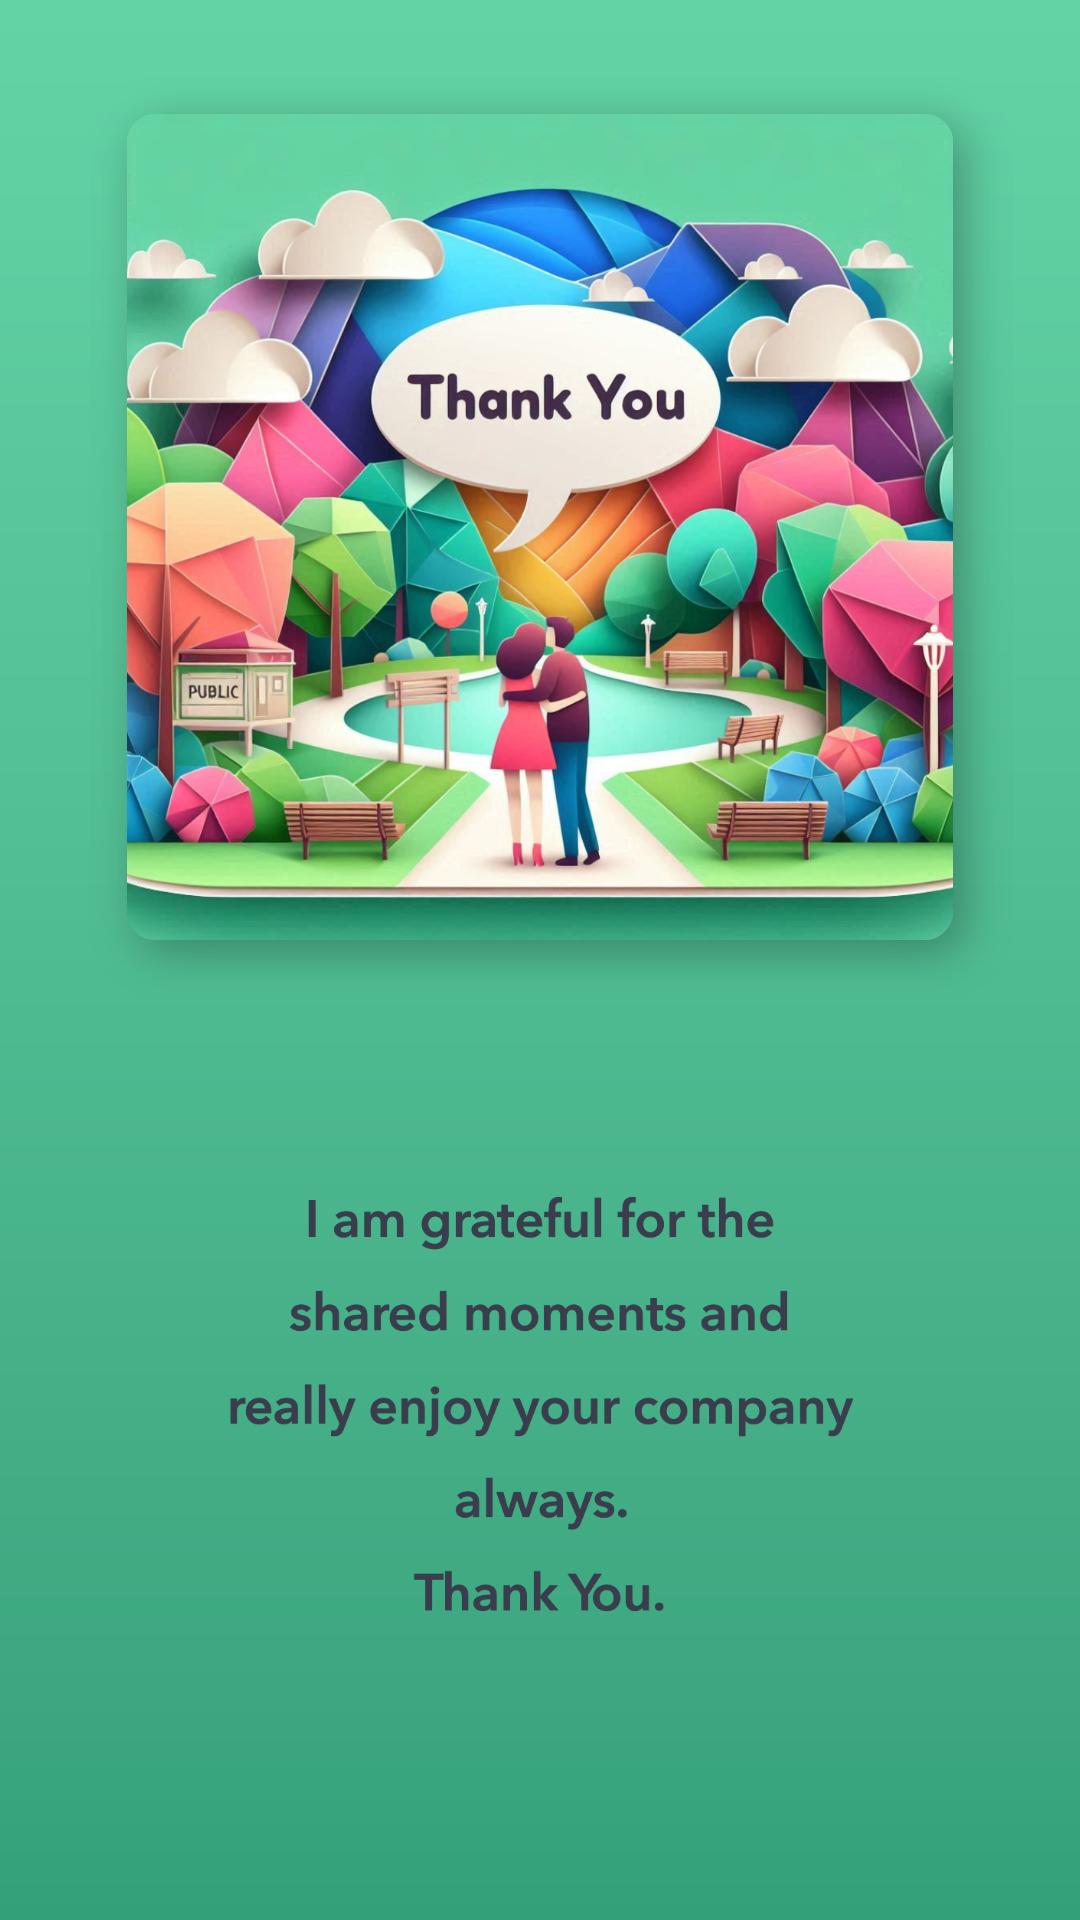 Thank You
PUBLIC
I am grateful for the
shared moments and
really enjoy your company
always.
Thank You.